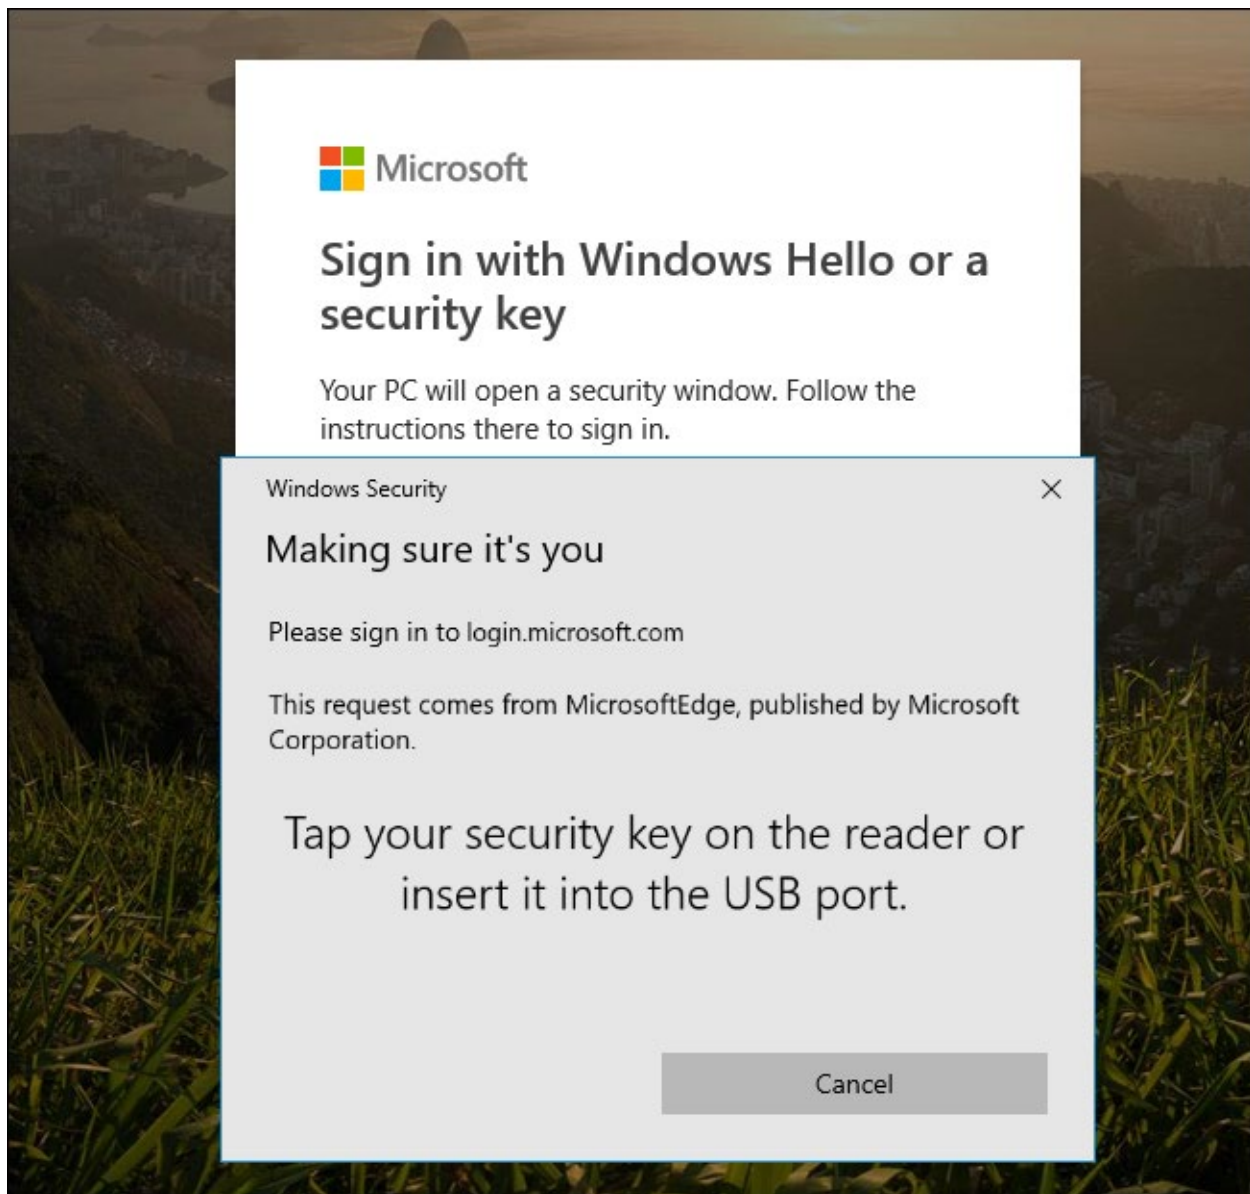 Microsoft
Sign in with Windows Hello or a
security key
Your PC will open a security window. Follow the
instructions there to sign in.
Windows Security
Making sure it's you
Please sign in to login.microsoft.com
This request comes from MicrosoftEdge, published by Microsoft
Corporation.
Tap your security key on the reader or
insert it into the USB port.
Cancel